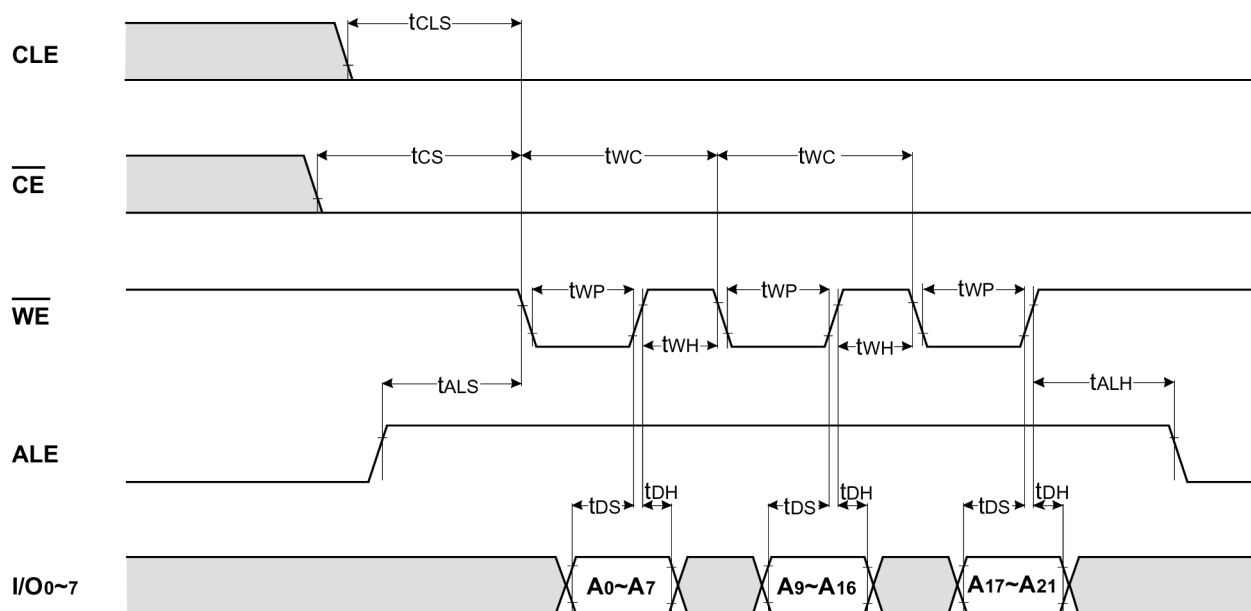 CLE
tCLS
CE
tCS
tWC
tWC
WE
tWP
tWP
tWP
tWH
tWH
tALS
tALH
ALE
tDS
tDH
tDS
tDH
tDS
tDH
I/O0~7
A0~A7
A9~A16
A17~A21